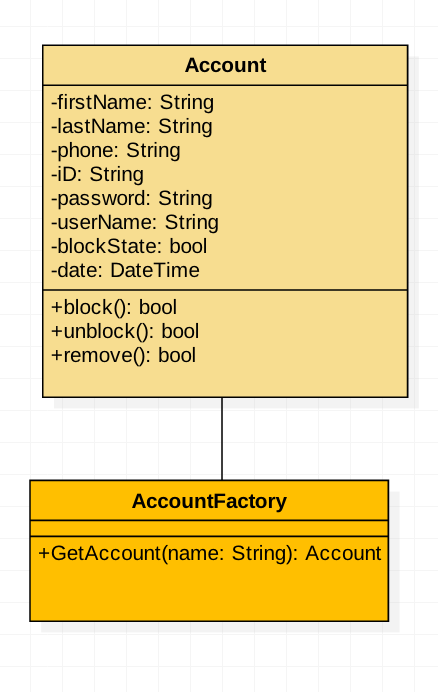 Account
-firstName: String
-lastName: String
-phone: String
-iD: String
-password: String
-userName: String
-blockState: bool
-date: DateTime
+block(): bool
+unblock(): bool
+remove(): bool
AccountFactory
+GetAccount(name: String): Account